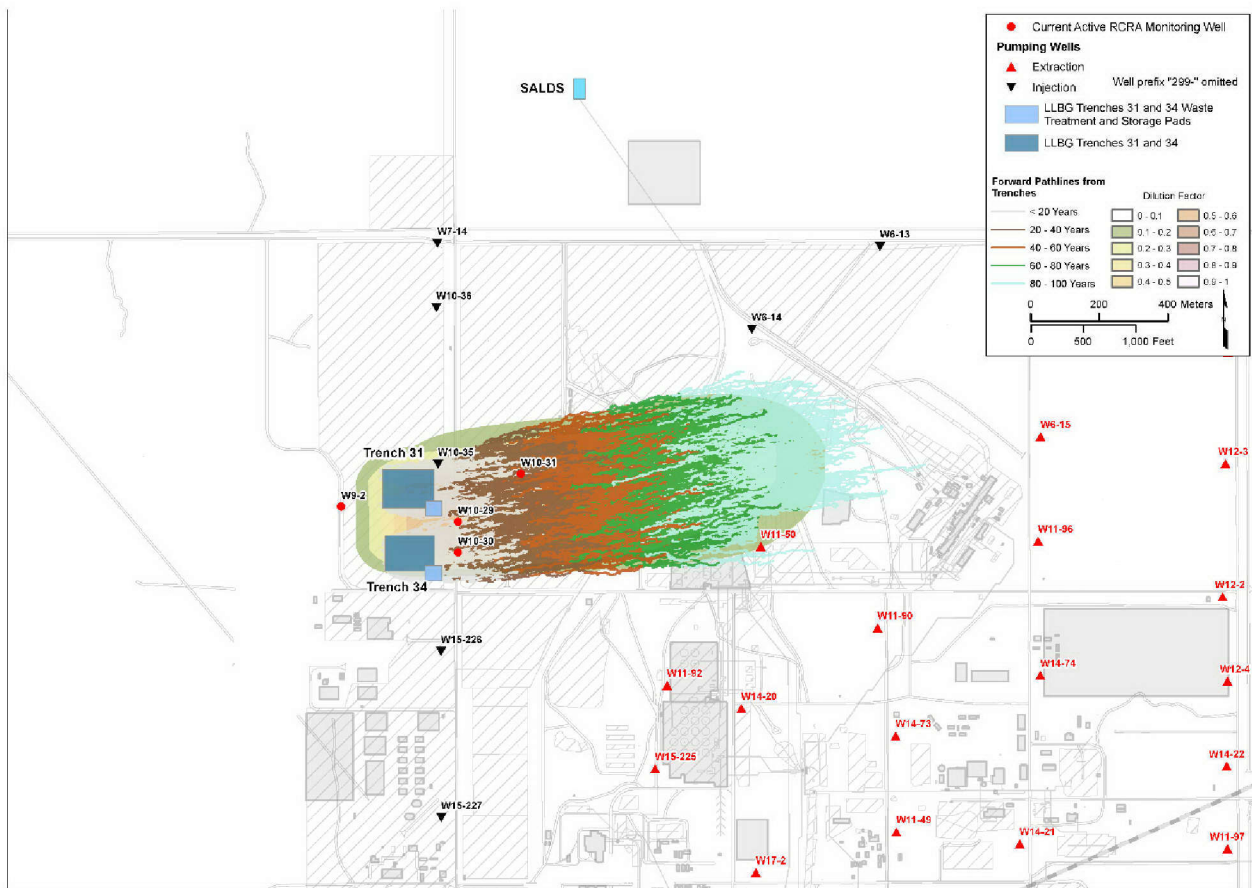 Current Active RCRA Monitoring Well
Pumping Wells
Extraction
Injection
Well prefix "299-" omitted
LLBG Trenches 31 and 34 Waste
Treatment and Storage Pads
LLBG Trenches 31 and 34
Forward Pathlines from
Trenches
< 20 Years
20 - 40 Years
40 - 60 Years
60 - 80 Years
80 - 100 Years
Dilution Factor
0 - 0.1
0.1 - 0.2
0.2 - 0.3
0.3 - 0.4
0.4 - 0.5
0.5 - 0.6
0.6 - 0.7
0.7 - 0.8
0.8 - 0.9
0.9 - 1
0 200 400 Meters
0 500 1,000 Feet
SALDS
W7-14
W6-13
W10-36
W6-14
W6-15
Trench 31
W10-35
W10-31
W12-3
W9-2
W10-29
W10-30
W11-50
W11-96
Trench 34
W12-2
W11-90
W15-226
W11-92
W14-74
W12-4
W14-20
W14-73
W15-225
W14-22
W15-227
W11-49
W14-21
W11-97
W17-2